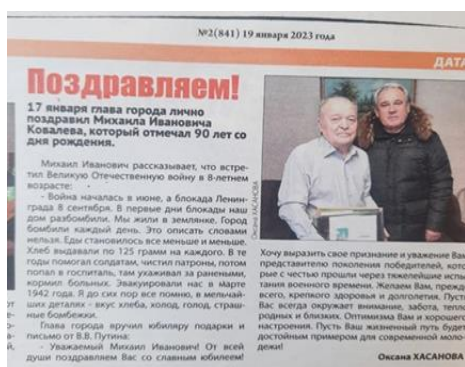 №2(841) 19 января 2023 года
ДАТА
Поздравляем!
17 января глава города лично
поздравил Михаила Ивановича
Ковалева, который отмечал 90 лет со
дня рождения.
Михаил Иванович рассказывает, что встре-
тил Великую Отечественную войну в 8-летнем
возрасте:
- Война началась в июне, а блокада Ленин-
града 8 сентября. В первые дни блокады наш
дом разбомбили. Мы жили в землянке. Город
бомбили каждый день. Это описать словами
нельзя. Еды становилось все меньше и меньше.
Хлеб выдавали по 125 грамм на каждого. В те
годы помогал солдатам, чистил патроны, потом
попал в госпиталь, там ухаживал за ранеными,
кормил больных. Эвакуировали нас в марте
1942 года. Я до сих пор все помню, в мельчай-
ших деталях - вкус хлеба, холод, голод, страш-
ные бомбежки.
Глава города вручил юбиляру подарки и
письмо от В.В. Путина:
- Уважаемый Михаил Иванович! От всей
души поздравляем Вас со славным юбилеем!
Оксана ХАСАНОВА
Хочу выразить свое признание и уважение Вам,
представителю поколения победителей, кото-
рые с честью прошли через тяжелейшие испы-
тания военного времени. Желаем Вам, прежде
всего, крепкого здоровья и долголетия. Пусть
Вас всегда окружает внимание, забота, тепло
родных и близких. Оптимизма Вам и хорошего
настроения. Пусть Ваш жизненный путь будет
достойным примером для современной моло-
дежи!
Оксана ХАСАНОВА